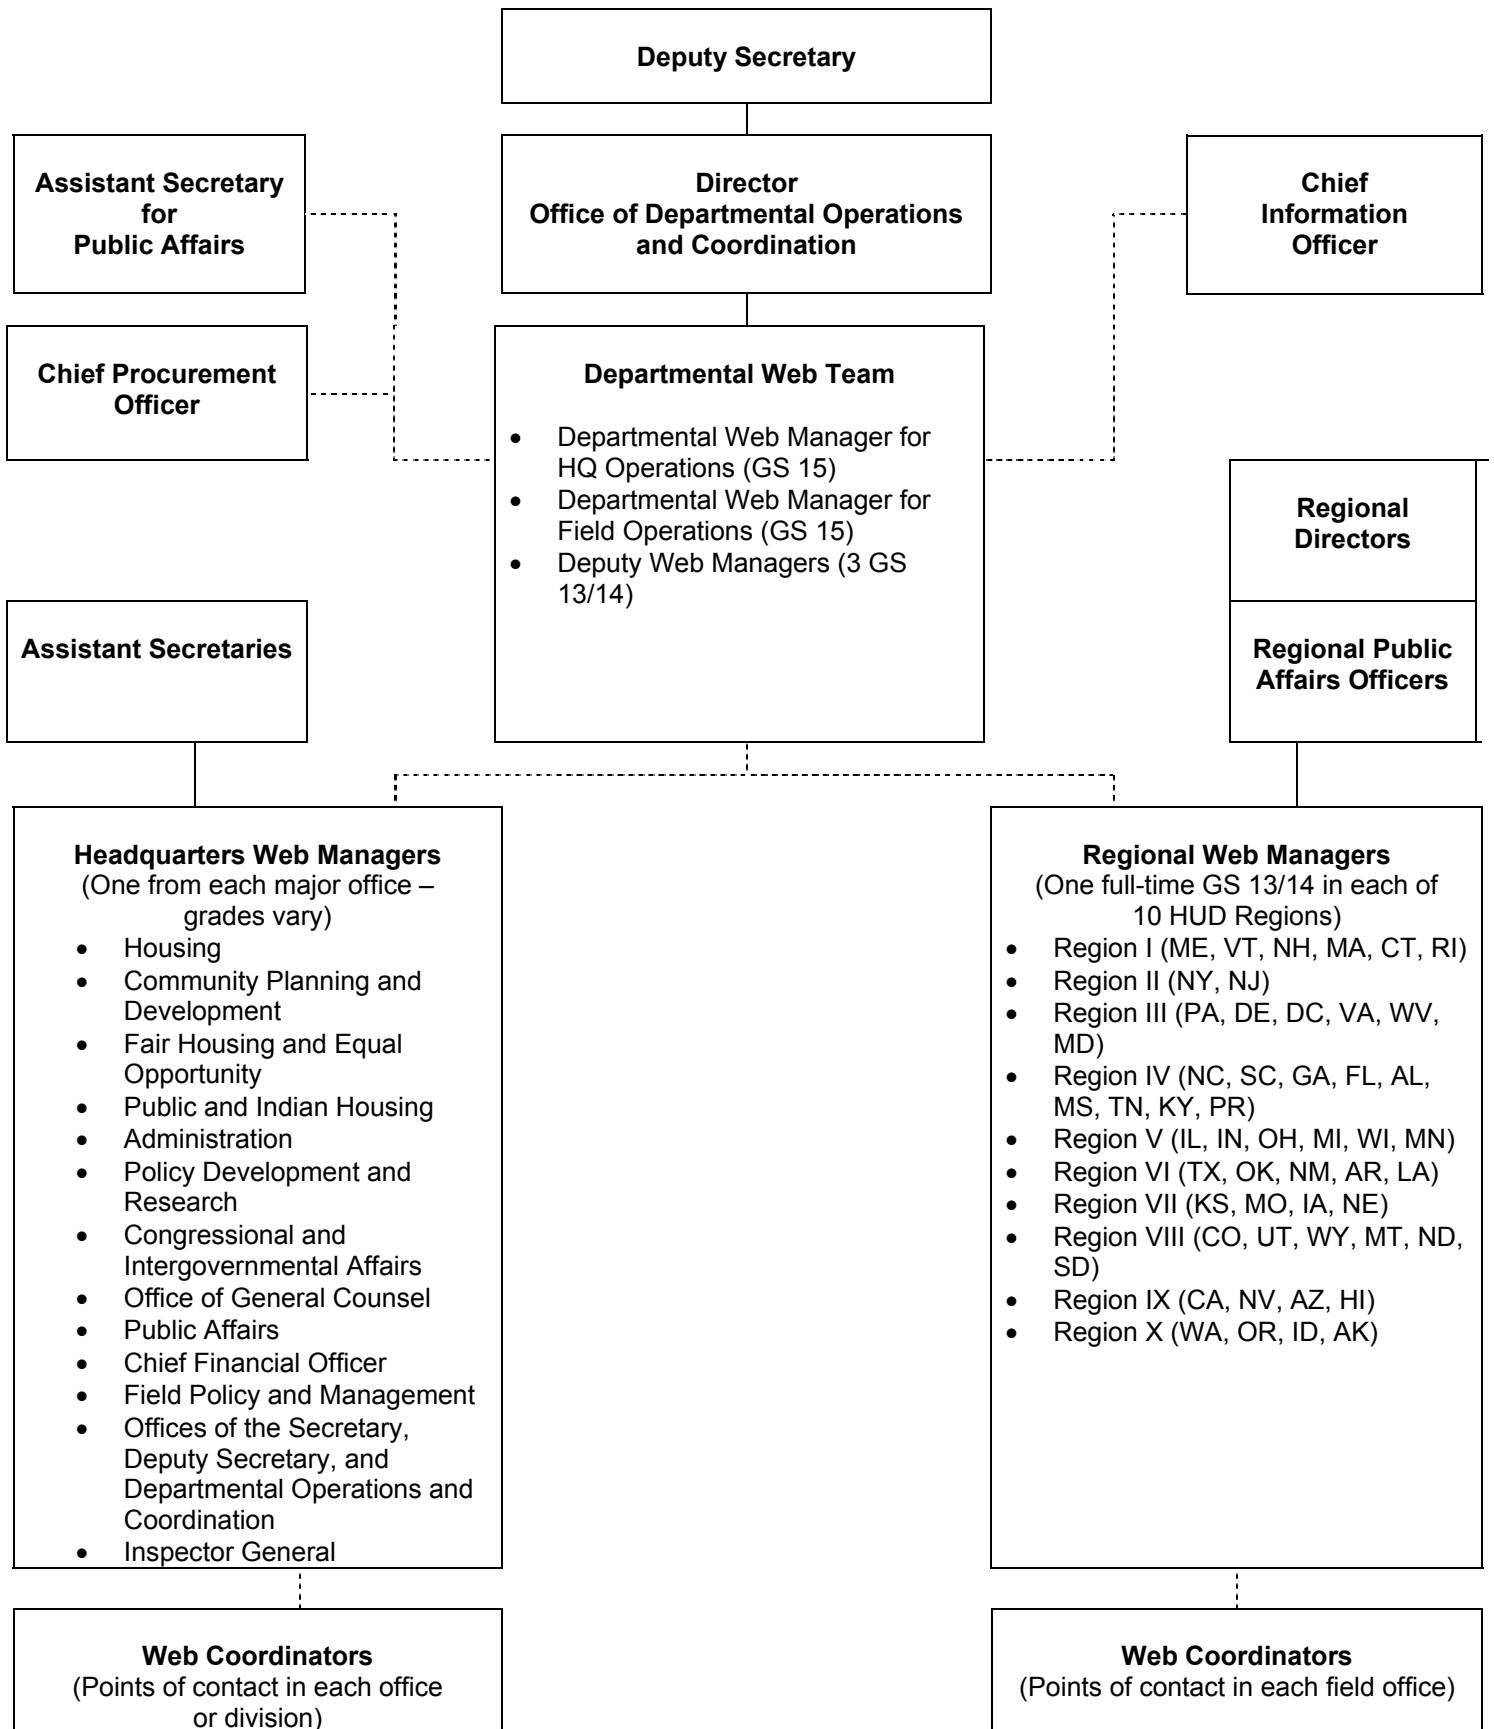 Deputy Secretary
Assistant Secretary
for
Public Affairs
Director
Office of Departmental Operations
and Coordination
Chief
Information
Officer
Chief Procurement
Officer
Departmental Web Team
• Departmental Web Manager for
HQ Operations (GS 15)
• Departmental Web Manager for
Field Operations (GS 15)
• Deputy Web Managers (3 GS
13/14)
Regional
Directors
Assistant Secretaries
Regional Public
Affairs Officers
Headquarters Web Managers
(One from each major office –
grades vary)
• Housing
• Community Planning and
Development
• Fair Housing and Equal
Opportunity
• Public and Indian Housing
• Administration
• Policy Development and
Research
• Congressional and
Intergovernmental Affairs
• Office of General Counsel
• Public Affairs
• Chief Financial Officer
• Field Policy and Management
• Offices of the Secretary,
Deputy Secretary, and
Departmental Operations and
Coordination
• Inspector General
Regional Web Managers
(One full-time GS 13/14 in each of
10 HUD Regions)
• Region I (ME, VT, NH, MA, CT, RI)
• Region II (NY, NJ)
• Region III (PA, DE, DC, VA, WV,
MD)
• Region IV (NC, SC, GA, FL, AL,
MS, TN, KY, PR)
• Region V (IL, IN, OH, MI, WI, MN)
• Region VI (TX, OK, NM, AR, LA)
• Region VII (KS, MO, IA, NE)
• Region VIII (CO, UT, WY, MT, ND,
SD)
• Region IX (CA, NV, AZ, HI)
• Region X (WA, OR, ID, AK)
Web Coordinators
(Points of contact in each office
or division)
Web Coordinators
(Points of contact in each field office)